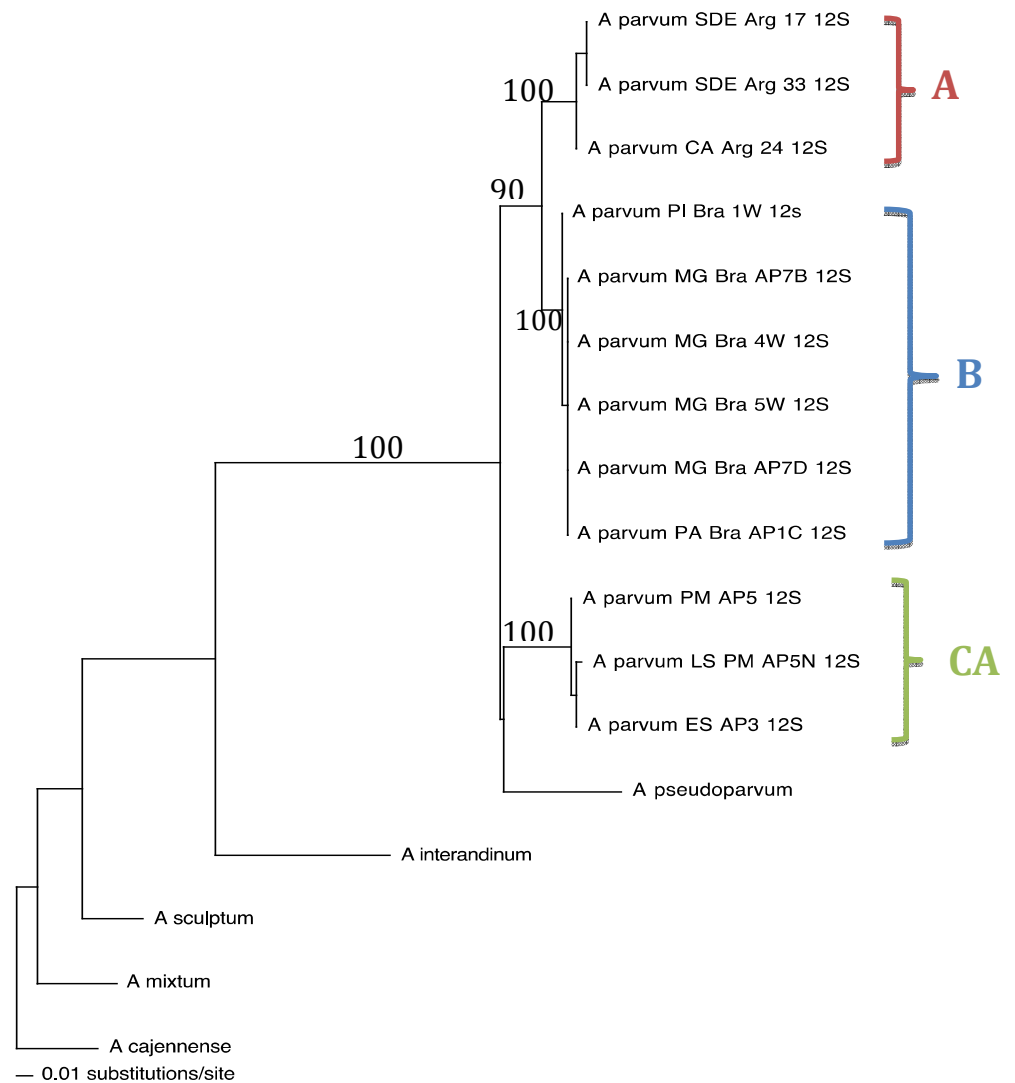 A parvum SDE Arg 17 12S
100
A parvum SDE Arg 33 12S
A
A parvum CA Arg 24 12S
90
A parvum PI Bra 1W 12s
A parvum MG Bra AP7B 12S
100
A parvum MG Bra 4W 12S
B
A parvum MG Bra 5W 12S
100
A parvum MG Bra AP7D 12S
A parvum PA Bra AP1C 12S
A parvum PM AP5 12S
100
A parvum LS PM AP5N 12S
CA
A parvum ES AP3 12S
A pseudoparvum
A interandinum
A sculptum
A mixtum
A cajennense
0.01 substitutions/site